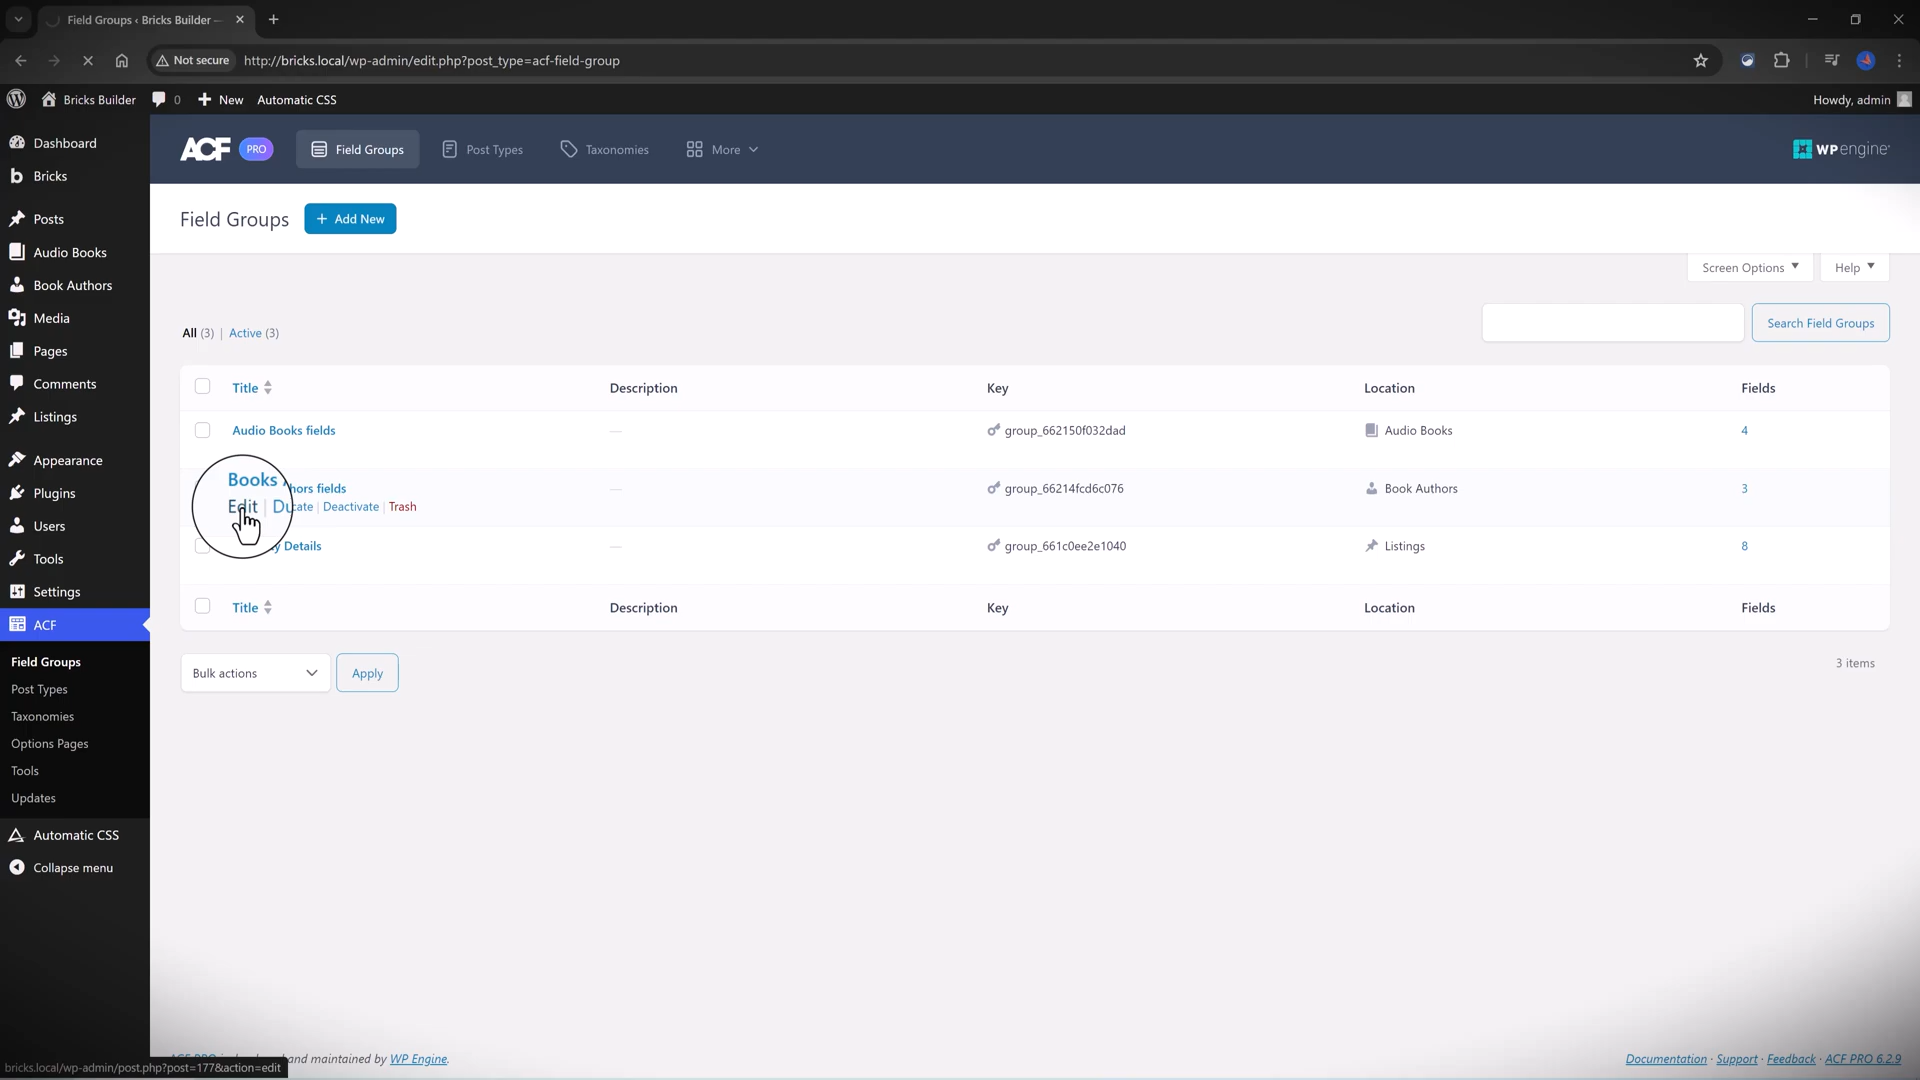 Field Groups ‹ Bricks Builder —
Not secure
http://bricks.local/wp-admin/edit.php?post_type=acf-field-group
Bricks Builder
0
New
Automatic CSS
Howdy, admin
Dashboard
Bricks
Posts
Audio Books
Book Authors
Media
Pages
Comments
Listings
Appearance
Plugins
Users
Tools
Settings
ACF
Field Groups
Post Types
Taxonomies
Options Pages
Tools
Updates
Automatic CSS
Collapse menu
ACF PRO
Field Groups
Post Types
Taxonomies
More
WP engine
Field Groups
+ Add New
Screen Options
Help
All (3) | Active (3)
Search Field Groups
Title Description Key Location Fields
Audio Books fields — group_662150f032dad Audio Books 4
Books hors fields — group_66214fcd6c076 Book Authors 3
Edit | Du cate | Deactivate | Trash
y Details — group_661c0ee2e1040 Listings 8
Title Description Key Location Fields
Bulk actions
Apply
3 items
and maintained by WP Engine.
Documentation · Support · Feedback · ACF PRO 6.2.9
bricks.local/wp-admin/post.php?post=177&action=edit